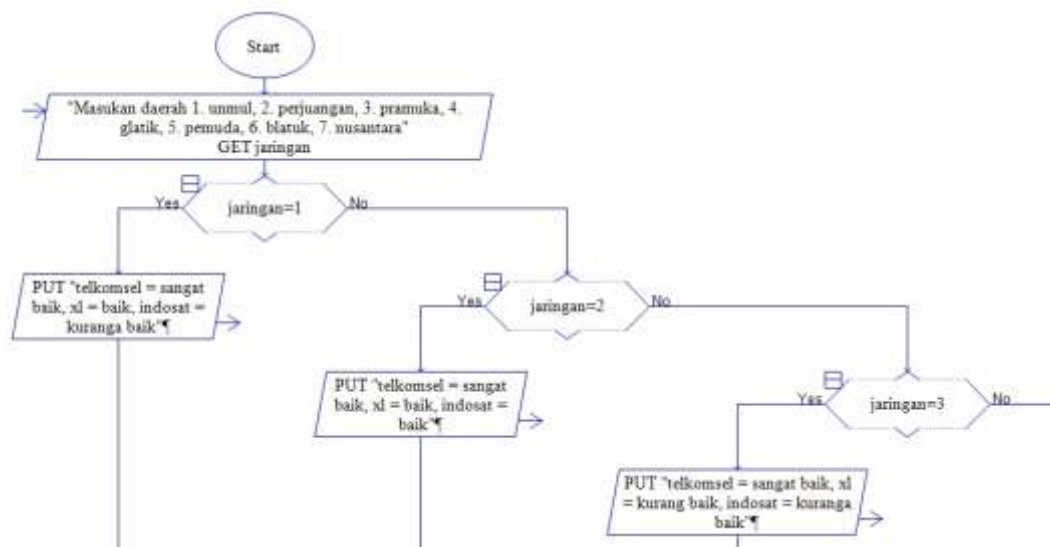 Start
"Masukan daerah 1. unmul, 2. perjuangan, 3. pramuka, 4.
glatik, 5. pemuda, 6. blatuk, 7. nusantara"
GET jaringan
Yes
jaringan=1
No
PUT "telkomsel = sangat
baik, xl = baik, indosat =
kuranga baik"¶
Yes
jaringan=2
No
PUT "telkomsel = sangat
baik, xl = baik, indosat =
baik"¶
Yes
jaringan=3
No
PUT "telkomsel = sangat baik, xl
= kurang baik, indosat = kuranga
baik"¶